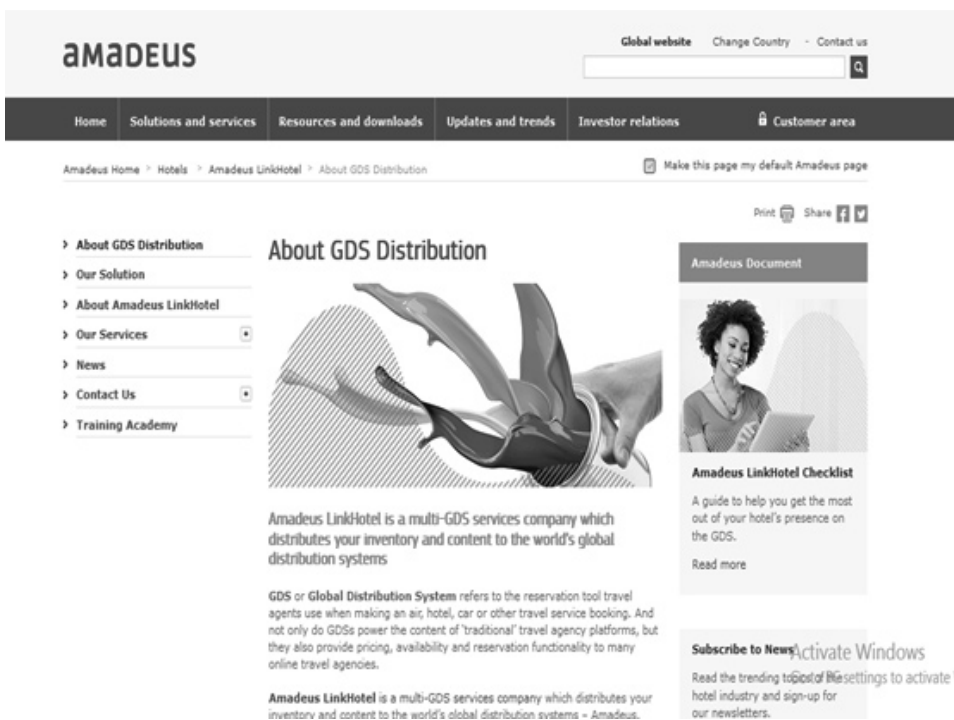 amadeus
Global website Change Country - Contact us
Home Solutions and services Resources and downloads Updates and trends Investor relations Customer area
Amadeus Home > Hotels > Amadeus LinkHotel > About GDS Distribution
Make this page my default Amadeus page
Print Share
> About GDS Distribution
> Our Solution
> About Amadeus LinkHotel
> Our Services
> News
> Contact Us
> Training Academy
About GDS Distribution
Amadeus LinkHotel is a multi-GDS services company which
distributes your inventory and content to the world's global
distribution systems
GDS or Global Distribution System refers to the reservation tool travel
agents use when making an air, hotel, car or other travel service booking. And
not only do GDSs power the content of 'traditional' travel agency platforms, but
they also provide pricing, availability and reservation functionality to many
online travel agencies.
Amadeus LinkHotel is a multi-GDS services company which distributes your
inventory and content to the world's global distribution systems – Amadeus,
Amadeus Document
Amadeus LinkHotel Checklist
A guide to help you get the most
out of your hotel's presence on
the GDS.
Read more
Subscribe to News
Read the trending topics of the
hotel industry and sign-up for
our newsletters.
Activate Windows
settings to activate